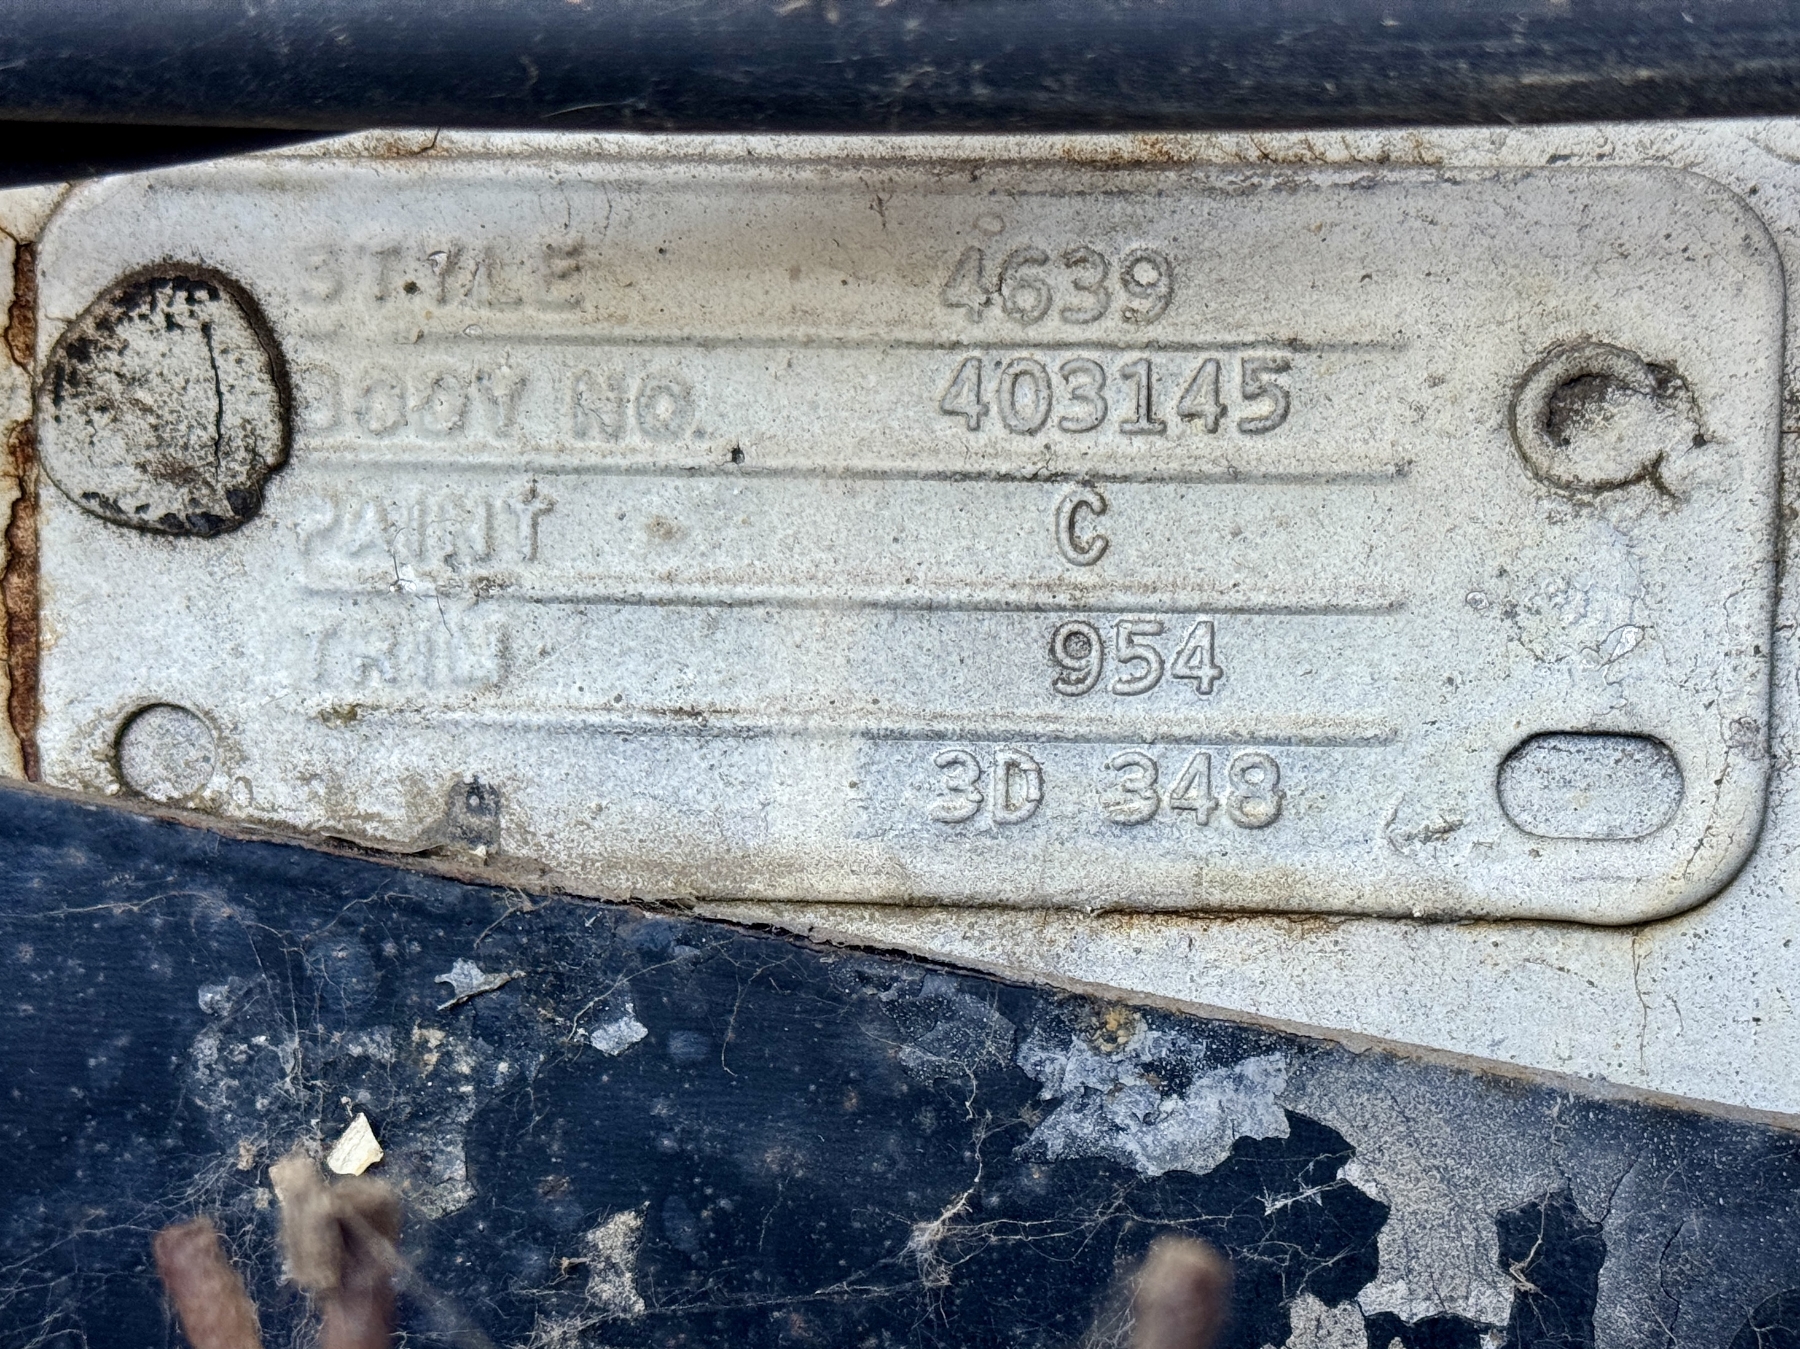 STYLE 4639
BODY NO. 403145
PAINT C
TRIM 954
3D 348